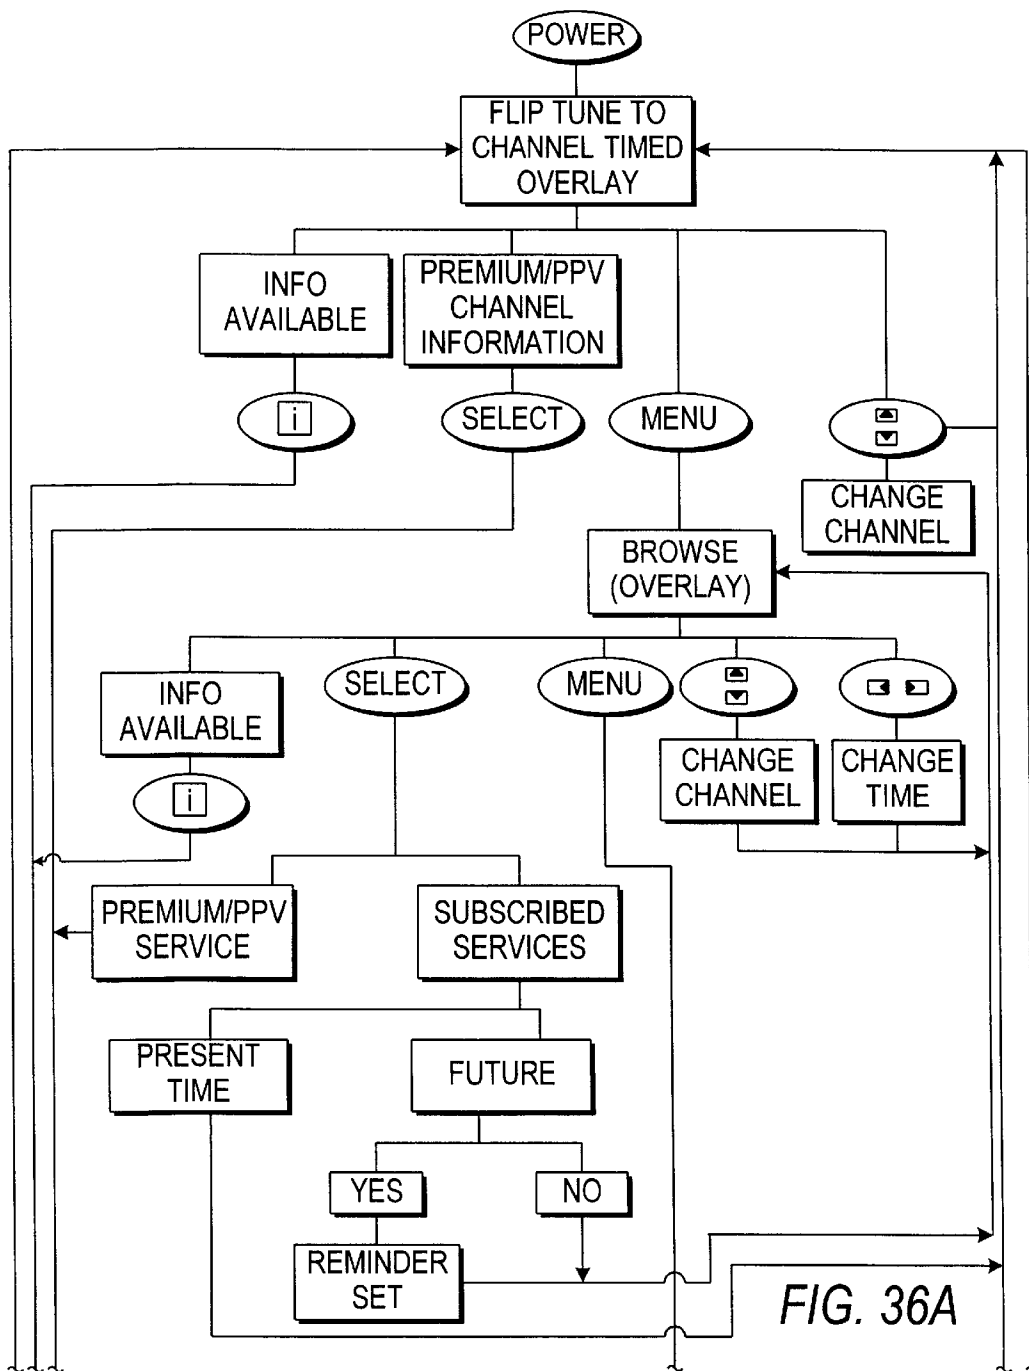 POWER
FLIP TUNE TO
CHANNEL TIMED
OVERLAY
INFO
AVAILABLE
PREMIUM/PPV
CHANNEL
INFORMATION
i
SELECT
MENU
CHANGE
CHANNEL
BROWSE
(OVERLAY)
INFO
AVAILABLE
SELECT
MENU
CHANGE
CHANNEL
CHANGE
TIME
i
PREMIUM/PPV
SERVICE
SUBSCRIBED
SERVICES
PRESENT
TIME
FUTURE
YES
NO
REMINDER
SET
FIG. 36A